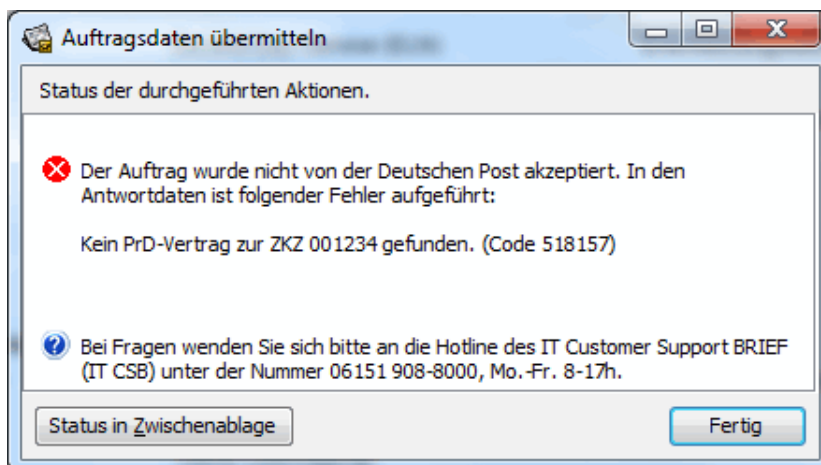 Auftragsdaten übermitteln
Status der durchgeführten Aktionen.
Der Auftrag wurde nicht von der Deutschen Post akzeptiert. In den
Antwortdaten ist folgender Fehler aufgeführt:
Kein PrD-Vertrag zur ZKZ 001234 gefunden. (Code 518157)
Bei Fragen wenden Sie sich bitte an die Hotline des IT Customer Support BRIEF
(IT CSB) unter der Nummer 06151 908-8000, Mo.-Fr. 8-17h.
Status in Zwischenablage
Fertig